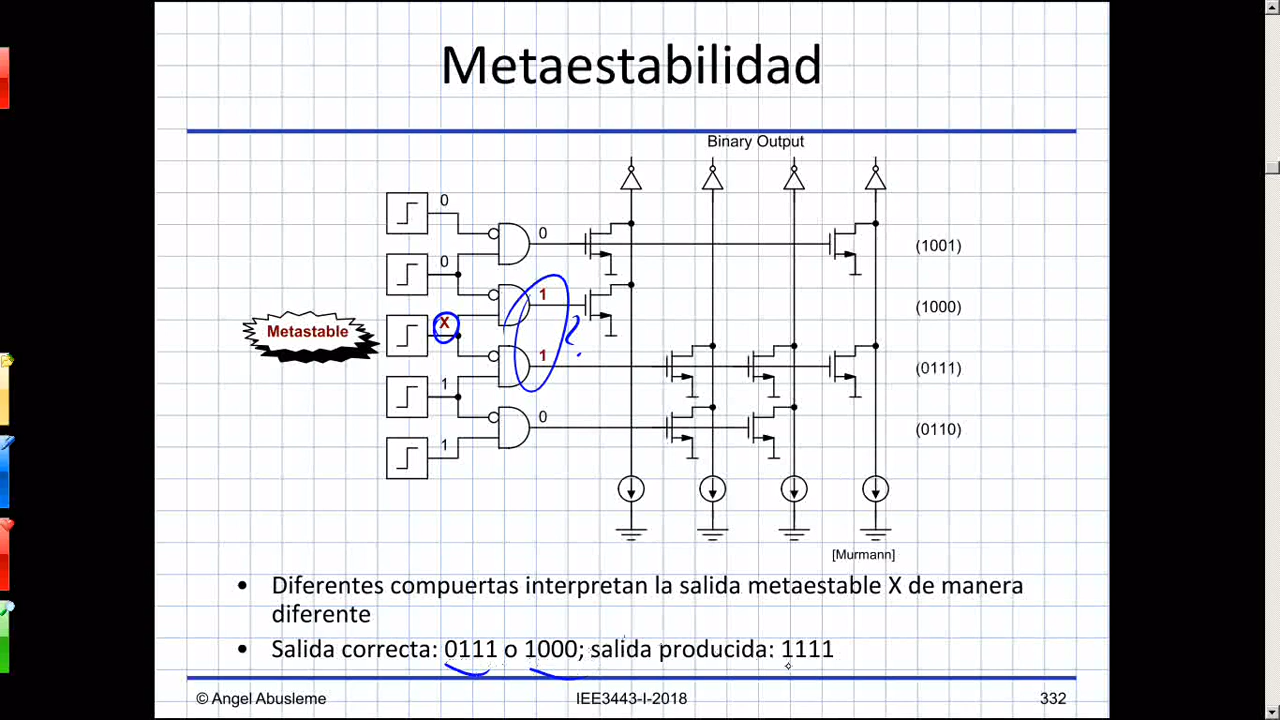 Metaestabilidad
Binary Output
0
0
(1001)
0
1
(1000)
Metastable
X
1
(0111)
1
0
(0110)
1
?
[Murmann]
• Diferentes compuertas interpretan la salida metaestable X de manera
diferente
• Salida correcta: 0111 o 1000; salida producida: 1111
© Angel Abusleme
IEE3443-I-2018
332